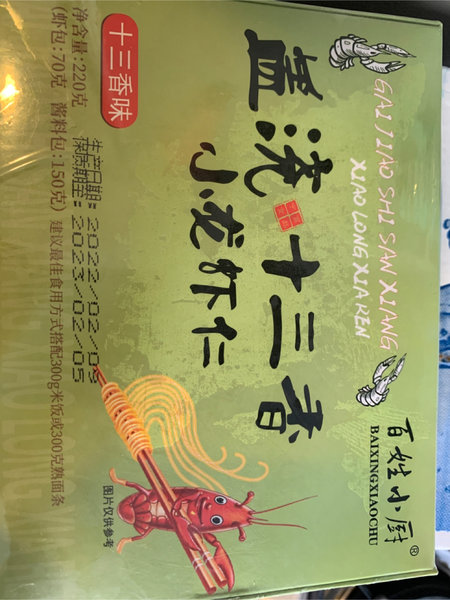 GAI JIAO SHI SAN XIANG
XIAO LONG XIA REN
盖浇十三香
小龙虾仁
百姓小厨®
BAIXINGXIAOCHU
十三香味
净含量:220克
(虾包:70克 酱料包:150克)
生产日期:
保质期至: 2023/02/05
建议最佳食用方式搭配300g米饭或300克熟面条
图片仅供参考